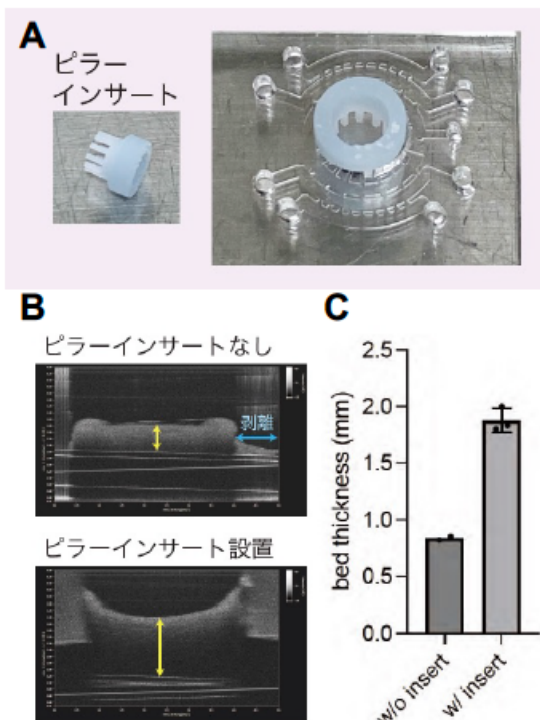 A
ピラー
インサート
B
ピラーインサートなし
剥離
ピラーインサート設置
C
bed thickness (mm)
2.5
2.0
1.5
1.0
0.5
0.0
w/o insert
w/ insert